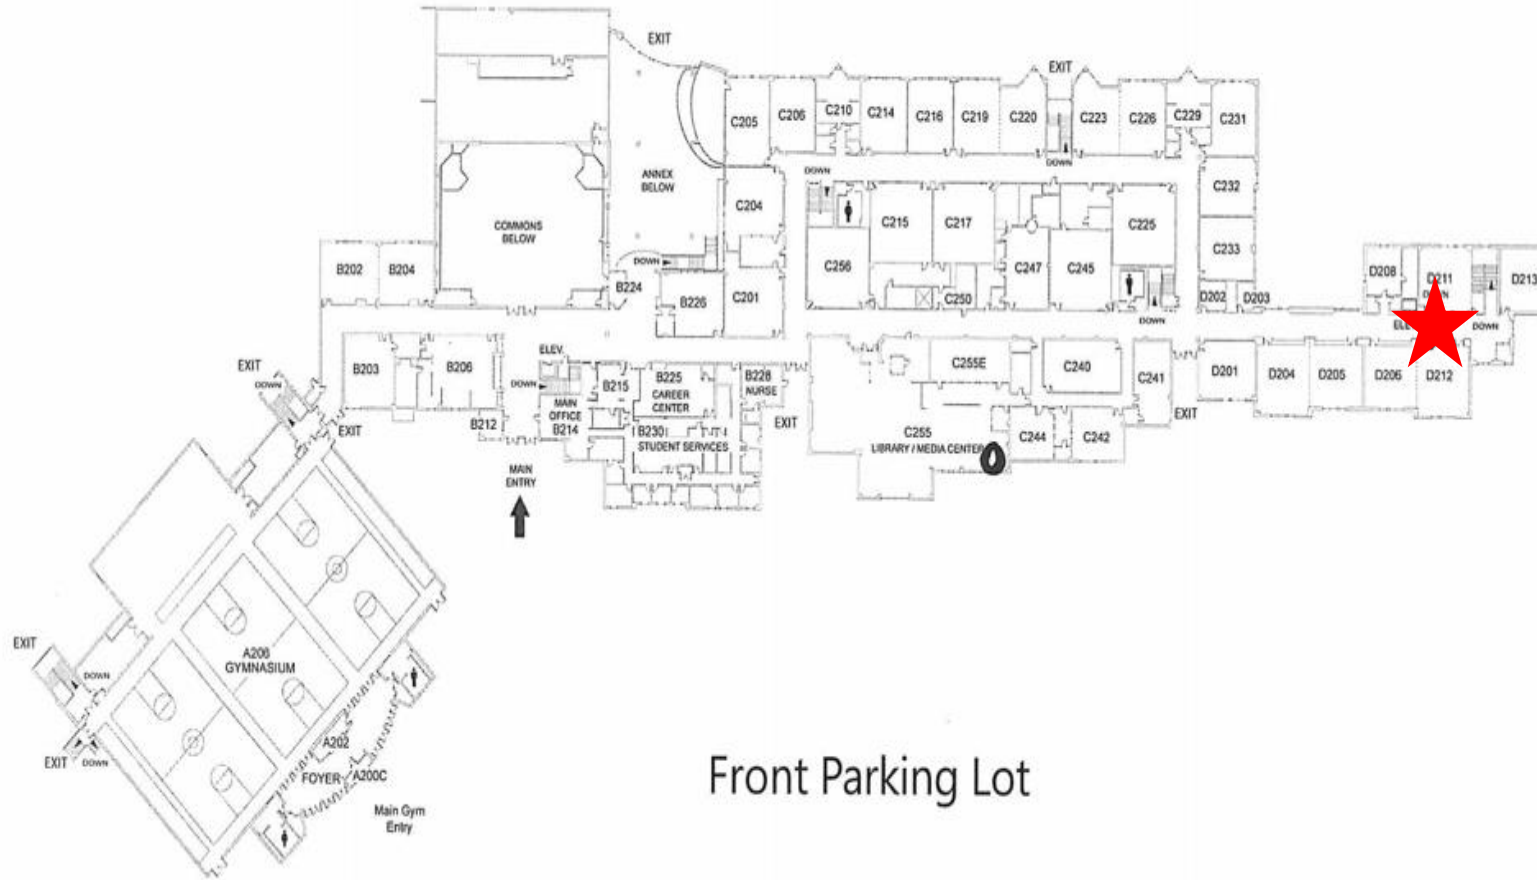 EXIT
EXIT
C205
C206
C210
C214
C216
C219
C220
C223
C226
C229
C231
DOWN
DOWN
ANNEX
BELOW
C204
C232
COMMONS
BELOW
C215
C217
C225
C233
B202
B204
DOWN
B224
B226
C201
C256
C247
C245
C250
D202
D203
D208
D211
D213
DOWN
DOWN
EXIT
DOWN
B203
B206
ELEV.
DOWN
B215
B225
CAREER
CENTER
B228
NURSE
C255E
C240
C241
D201
D204
D205
D206
D212
EXIT
B212
MAIN
OFFICE
B214
B230
STUDENT SERVICES
EXIT
C255
LIBRARY / MEDIA CENTER
C244
C242
EXIT
MAIN
ENTRY
EXIT
DOWN
A206
GYMNASIUM
EXIT
DOWN
A202
FOYER
A200C
Main Gym
Entry
Front Parking Lot